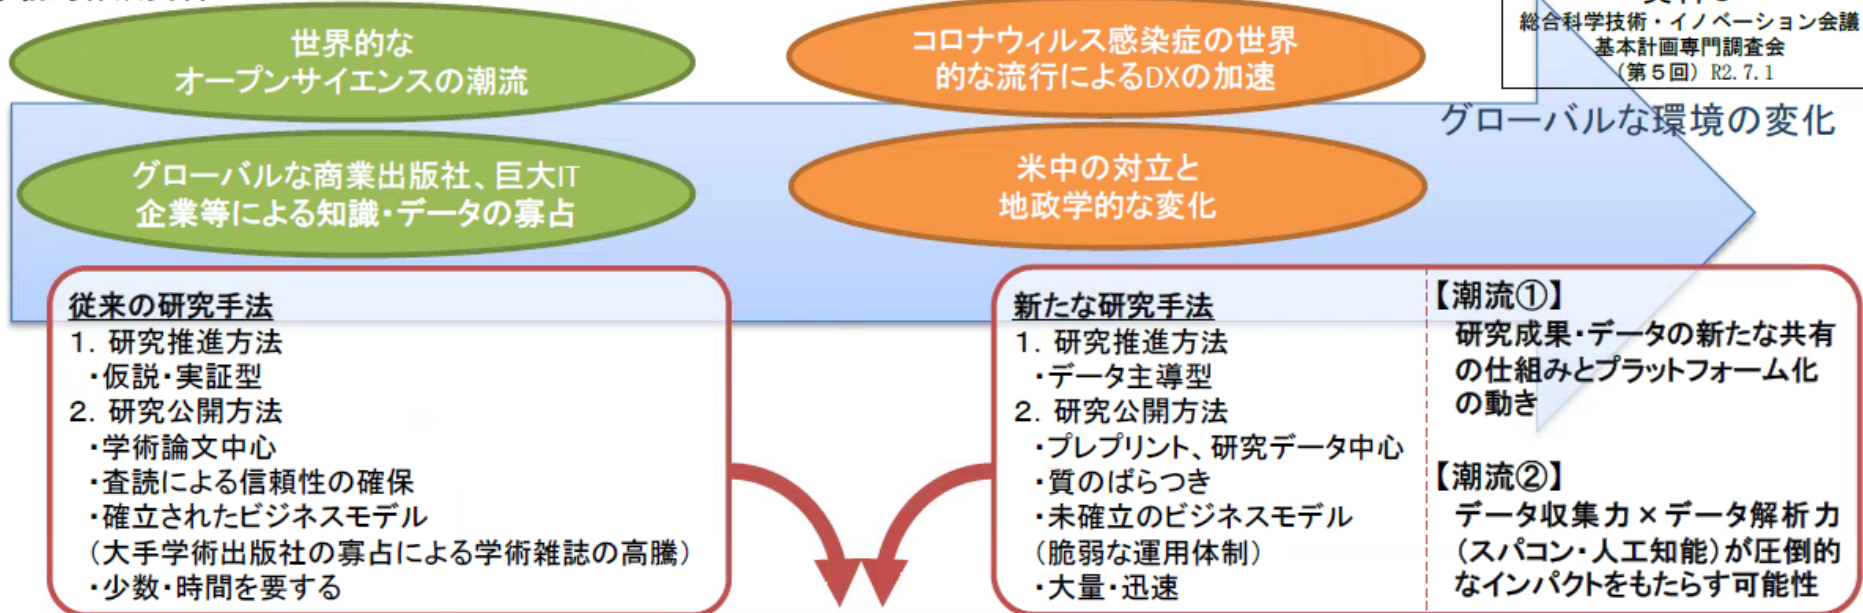 総合科学技術・イノベーション会議
基本計画専門調査会
(第5回) R2.7.1
世界的な
オープンサイエンスの潮流
コロナウィルス感染症の世界
的な流行によるDXの加速
グローバルな環境の変化
グローバルな商業出版社、巨大IT
企業等による知識・データの寡占
米中の対立と
地政学的な変化
従来の研究手法
1．研究推進方法
・仮説・実証型
2．研究公開方法
・学術論文中心
・査読による信頼性の確保
・確立されたビジネスモデル
（大手学術出版社の寡占による学術雑誌の高騰）
・少数・時間を要する
新たな研究手法
1．研究推進方法
・データ主導型
2．研究公開方法
・プレプリント、研究データ中心
・質のばらつき
・未確立のビジネスモデル
（脆弱な運用体制）
・大量・迅速
【潮流①】
研究成果・データの新たな共有
の仕組みとプラットフォーム化
の動き
【潮流②】
データ収集力×データ解析力
（スパコン・人工知能）が圧倒的
なインパクトをもたらす可能性